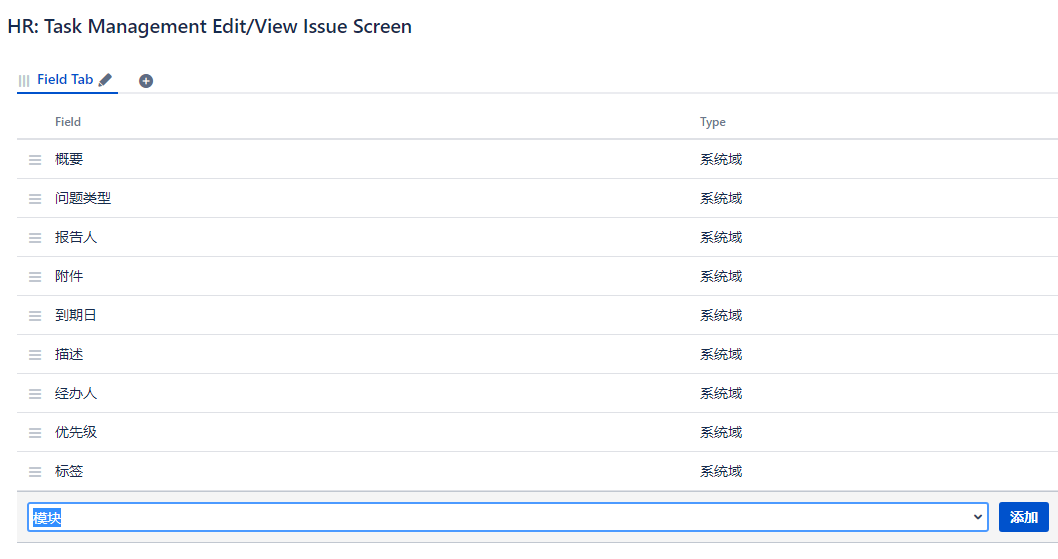 HR: Task Management Edit/View Issue Screen
Field Tab
Field Type
概要 系统域
问题类型 系统域
报告人 系统域
附件 系统域
到期日 系统域
描述 系统域
经办人 系统域
优先级 系统域
标签 系统域
模块 添加